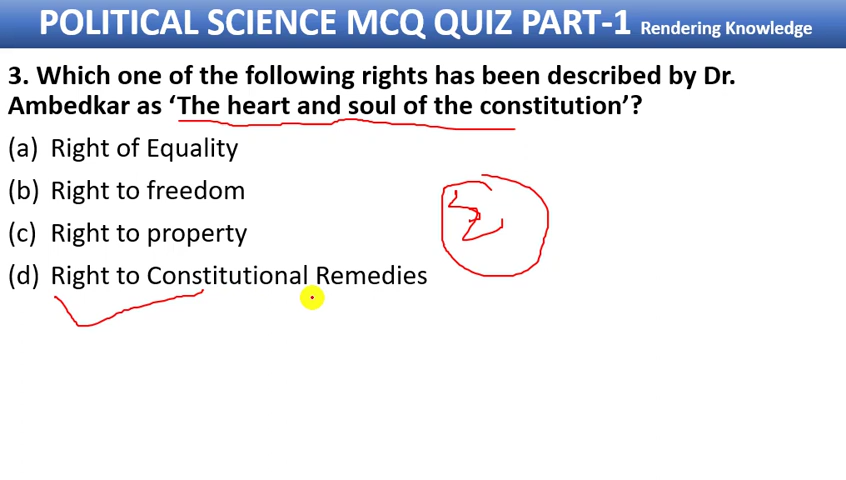 POLITICAL SCIENCE MCQ QUIZ PART-1 Rendering Knowledge
3. Which one of the following rights has been described by Dr.
Ambedkar as ‘The heart and soul of the constitution’?
(a) Right of Equality
(b) Right to freedom
(c) Right to property
(d) Right to Constitutional Remedies